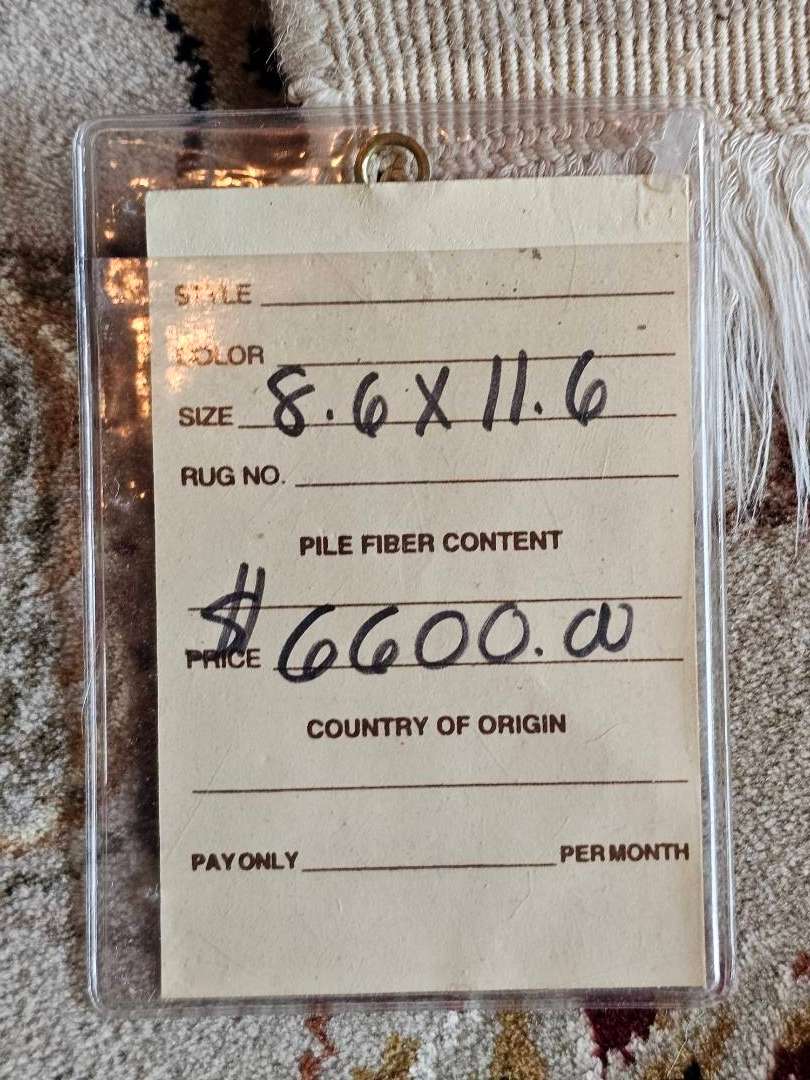 STYLE
COLOR
SIZE 8.6 X 11.6
RUG NO.
PILE FIBER CONTENT
PRICE $6600.00
COUNTRY OF ORIGIN
PAY ONLY PER MONTH